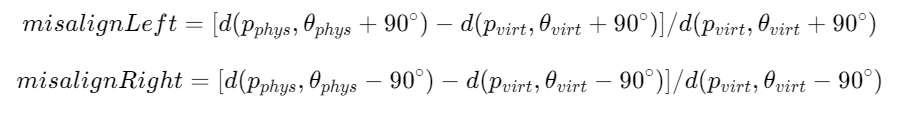 misalignLeft = [d(p_phys, θ_phys + 90°) − d(p_virt, θ_virt + 90°)]/d(p_virt, θ_virt + 90°)
misalignRight = [d(p_phys, θ_phys − 90°) − d(p_virt, θ_virt − 90°)]/d(p_virt, θ_virt − 90°)